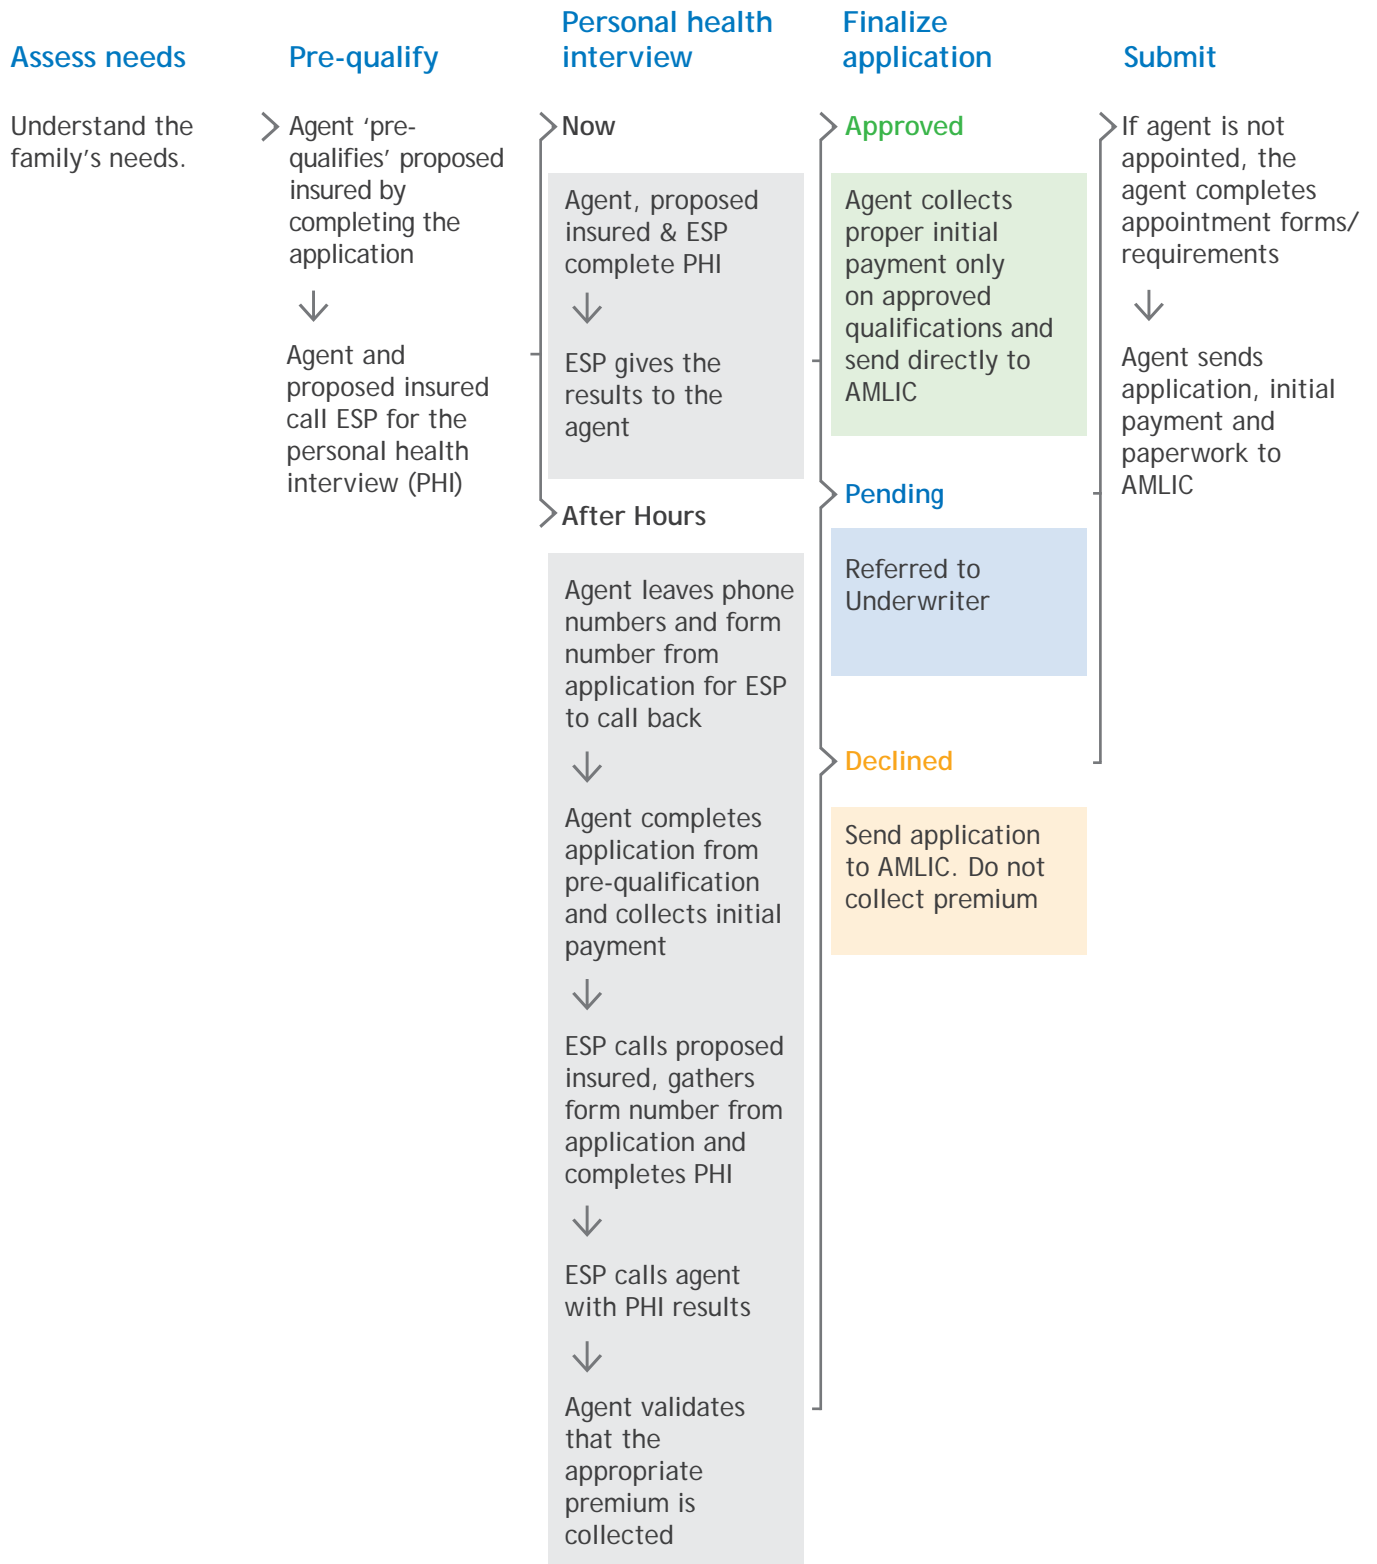 Assess needs
Understand the
family’s needs.
Pre-qualify
Agent ‘pre-
qualifies’ proposed
insured by
completing the
application
Agent and
proposed insured
call ESP for the
personal health
interview (PHI)
Personal health
interview
Now
Agent, proposed
insured & ESP
complete PHI
ESP gives the
results to the
agent
After Hours
Agent leaves phone
numbers and form
number from
application for ESP
to call back
Agent completes
application from
pre-qualification
and collects initial
payment
ESP calls proposed
insured, gathers
form number from
application and
completes PHI
ESP calls agent
with PHI results
Agent validates
that the
appropriate
premium is
collected
Finalize
application
Approved
Agent collects
proper initial
payment only
on approved
qualifications and
send directly to
AMLIC
Pending
Referred to
Underwriter
Declined
Send application
to AMLIC. Do not
collect premium
Submit
If agent is not
appointed, the
agent completes
appointment forms/
requirements
Agent sends
application, initial
payment and
paperwork to
AMLIC